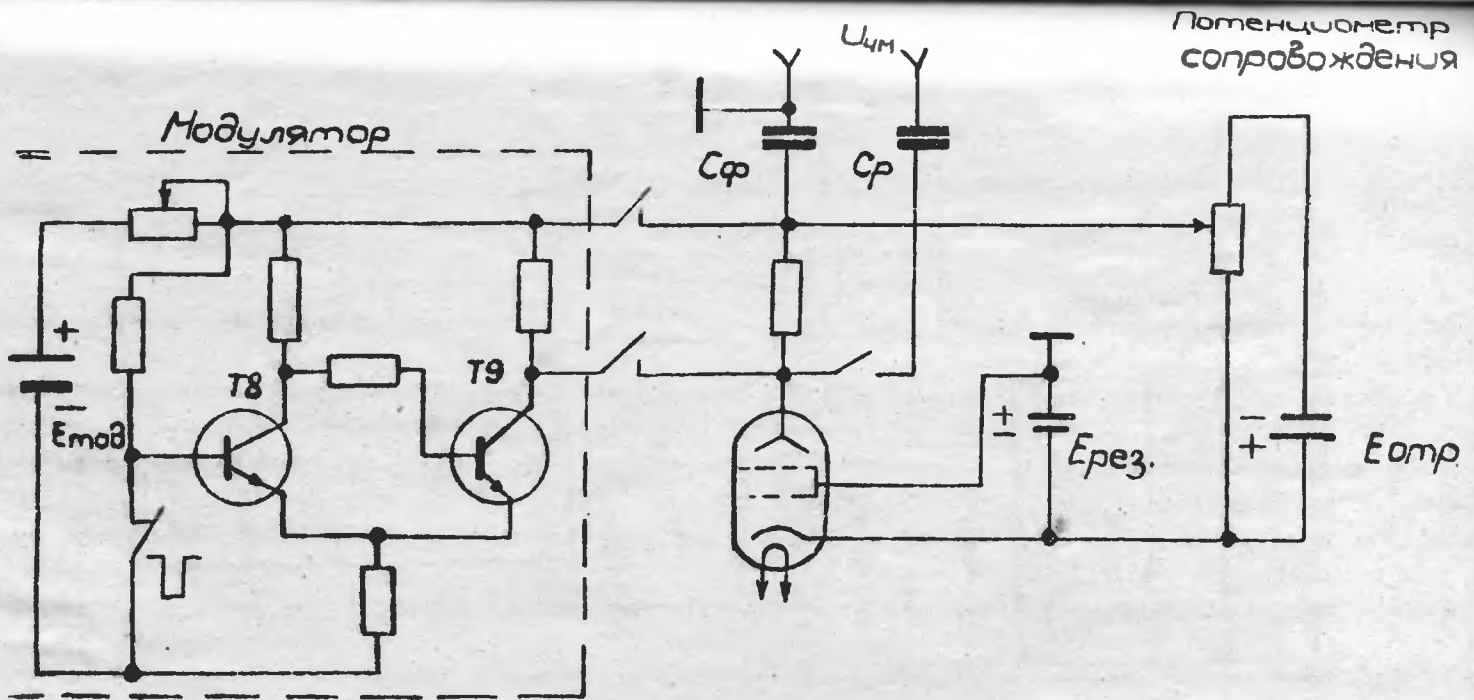 Потенциометр
сопровождения
Uчм
Модулятор
Cф
Cр
+
T8
T9
−
Eмод
±
Eрез.
−
+
Eотр.